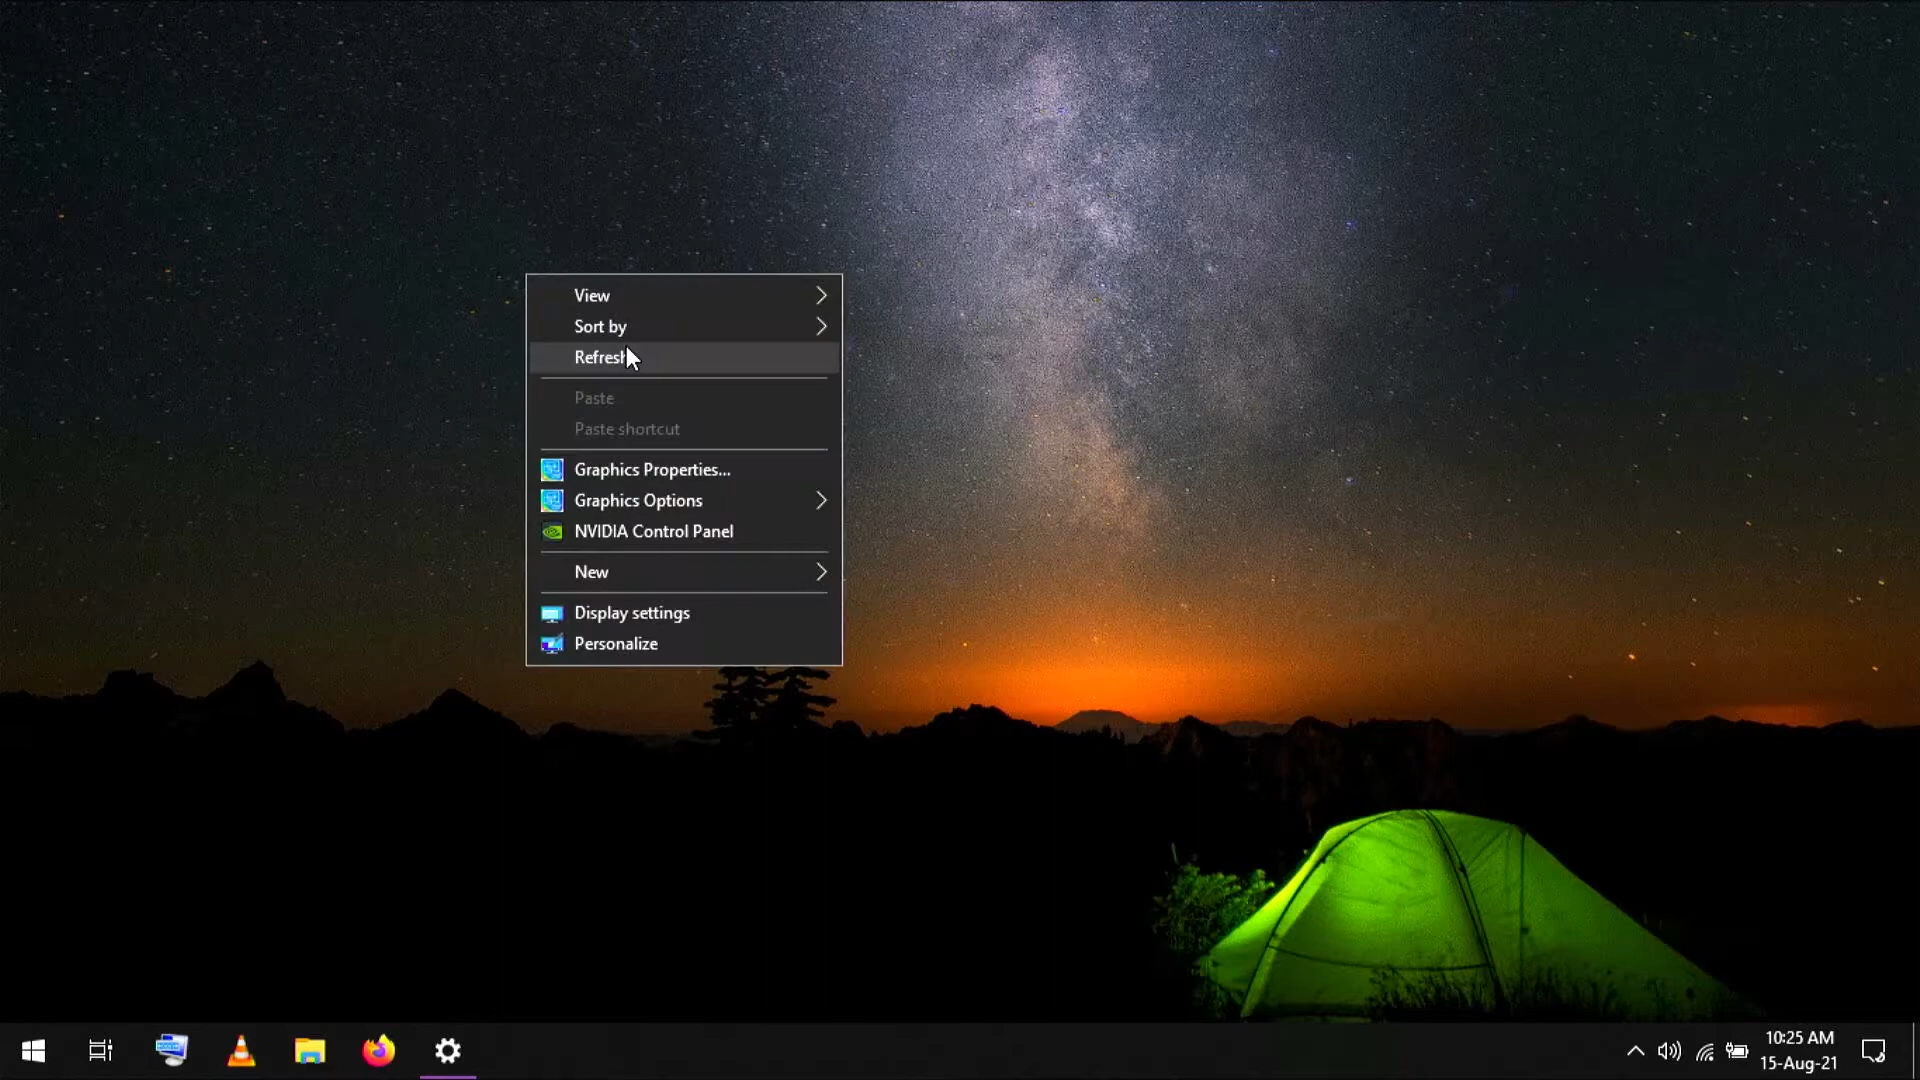 View
Sort by
Refresh
Paste
Paste shortcut
Graphics Properties...
Graphics Options
NVIDIA Control Panel
New
Display settings
Personalize
10:25 AM
15-Aug-21